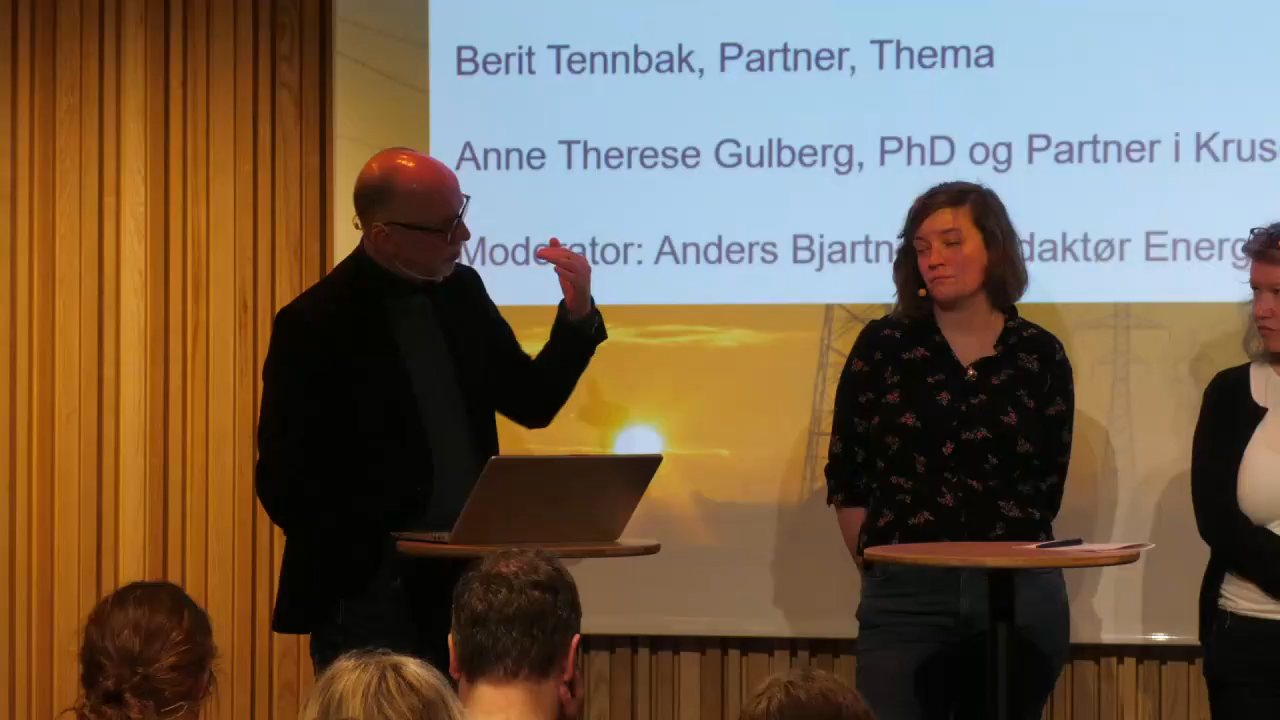 Berit Tennbak, Partner, Thema
Anne Therese Gulberg, PhD og Partner i
Moderator: Anders